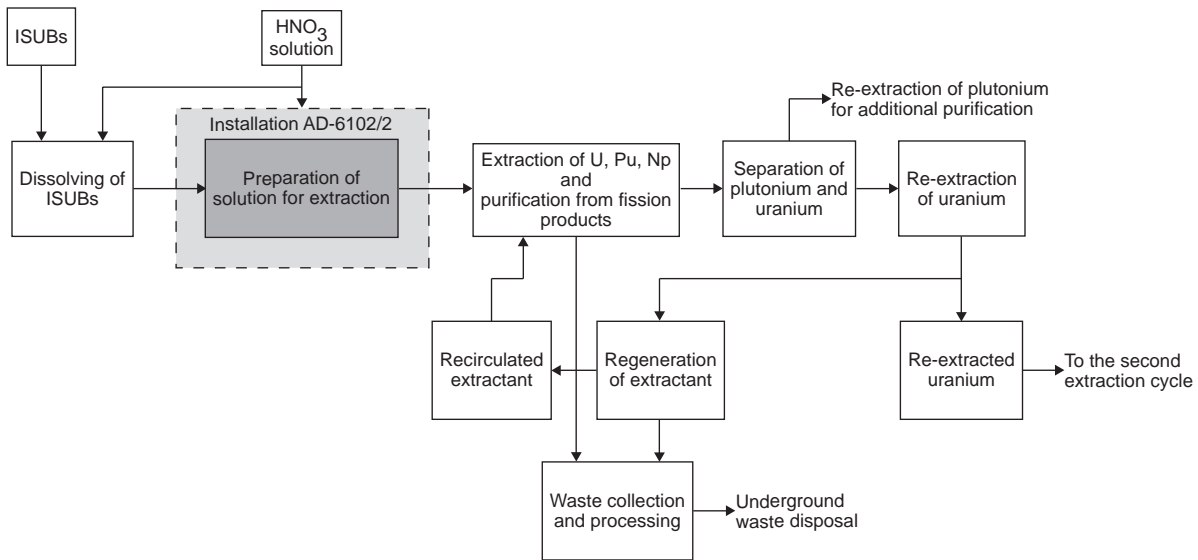 ISUBs
HNO3
solution
Installation AD-6102/2
Dissolving of
ISUBs
Preparation of
solution for extraction
Extraction of U, Pu, Np
and
purification from fission
products
Re-extraction of plutonium
for additional purification
Separation of
plutonium and
uranium
Re-extraction
of uranium
Recirculated
extractant
Regeneration
of extractant
Re-extracted
uranium
To the second
extraction cycle
Waste collection
and processing
Underground
waste disposal